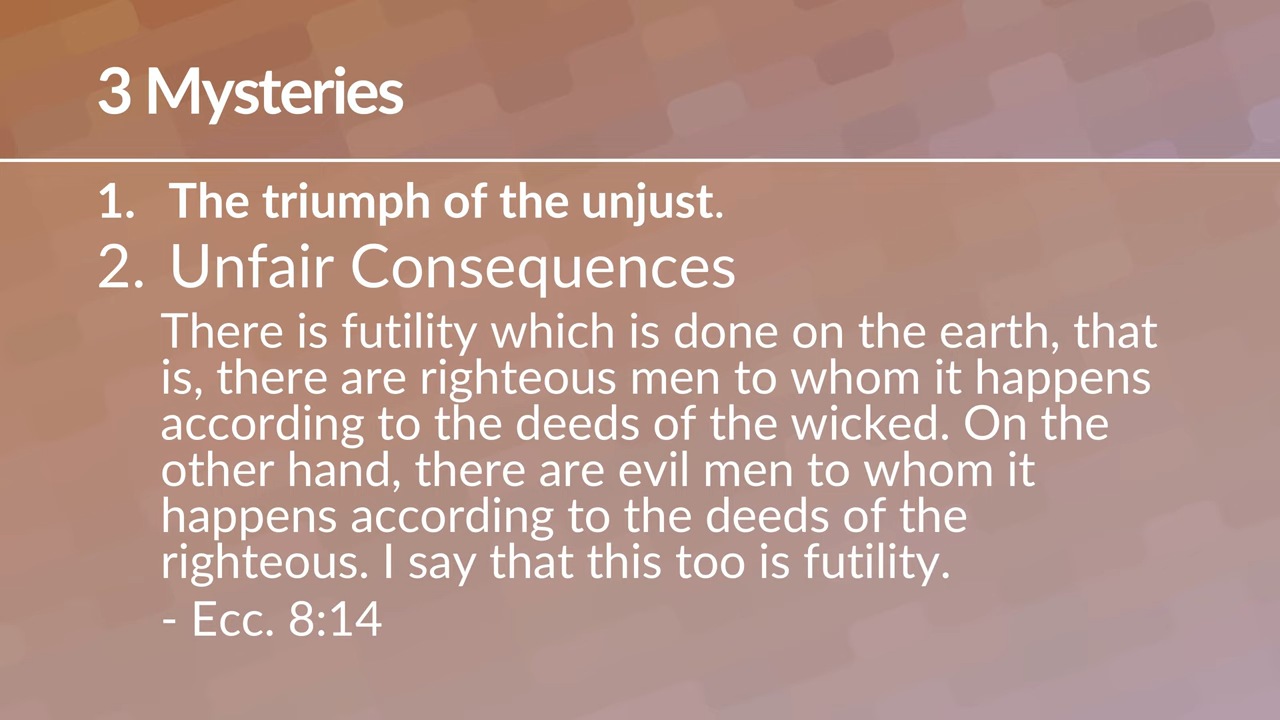 3 Mysteries
1. The triumph of the unjust.
2. Unfair Consequences
There is futility which is done on the earth, that
is, there are righteous men to whom it happens
according to the deeds of the wicked. On the
other hand, there are evil men to whom it
happens according to the deeds of the
righteous. I say that this too is futility.
- Ecc. 8:14